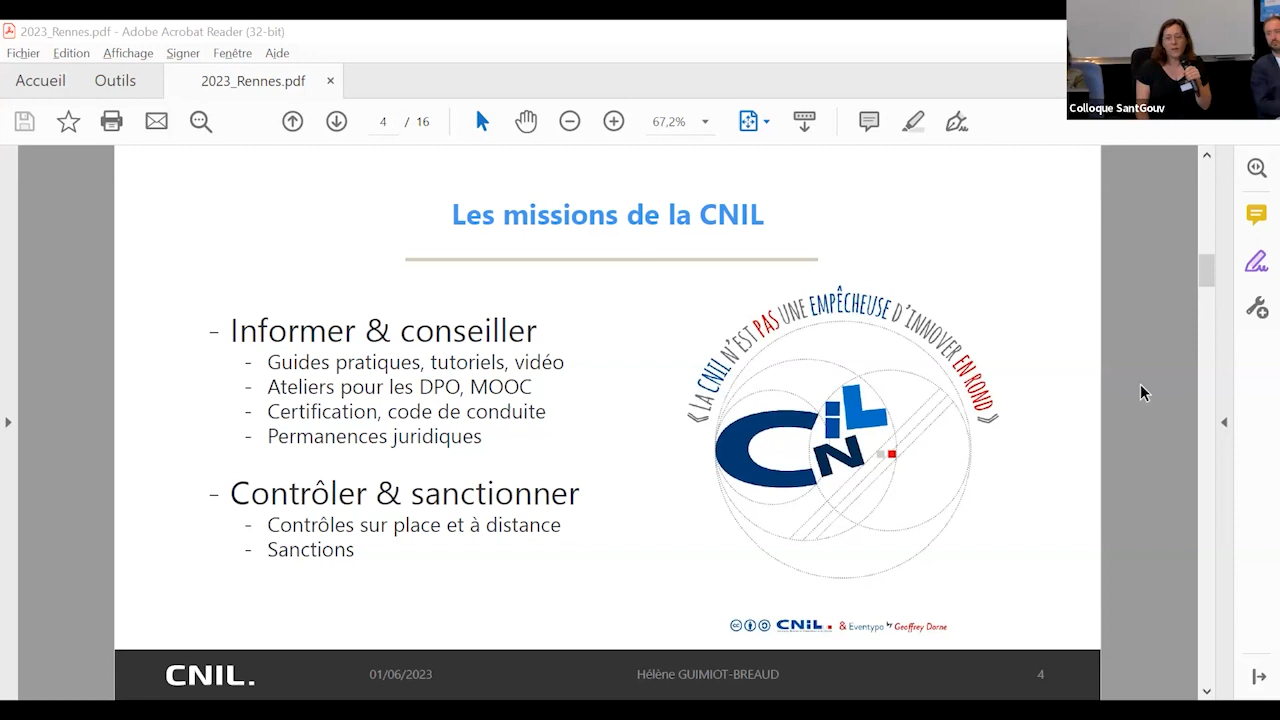 2023_Rennes.pdf - Adobe Acrobat Reader (32-bit)
Fichier Edition Affichage Signer Fenêtre Aide
Accueil Outils 2023_Rennes.pdf ×
4 / 16 67,2%
Colloque SantGouv
Les missions de la CNIL
- Informer & conseiller
- Guides pratiques, tutoriels, vidéo
- Ateliers pour les DPO, MOOC
- Certification, code de conduite
- Permanences juridiques
- Contrôler & sanctionner
- Contrôles sur place et à distance
- Sanctions
« LA CNIL N'EST PAS UNE EMPÊCHEUSE D'INNOVER EN ROND »
CNiL
CNiL. & Eventypo by Geoffrey Dorne
CNIL. 01/06/2023 Hélène GUIMIOT-BREAUD 4